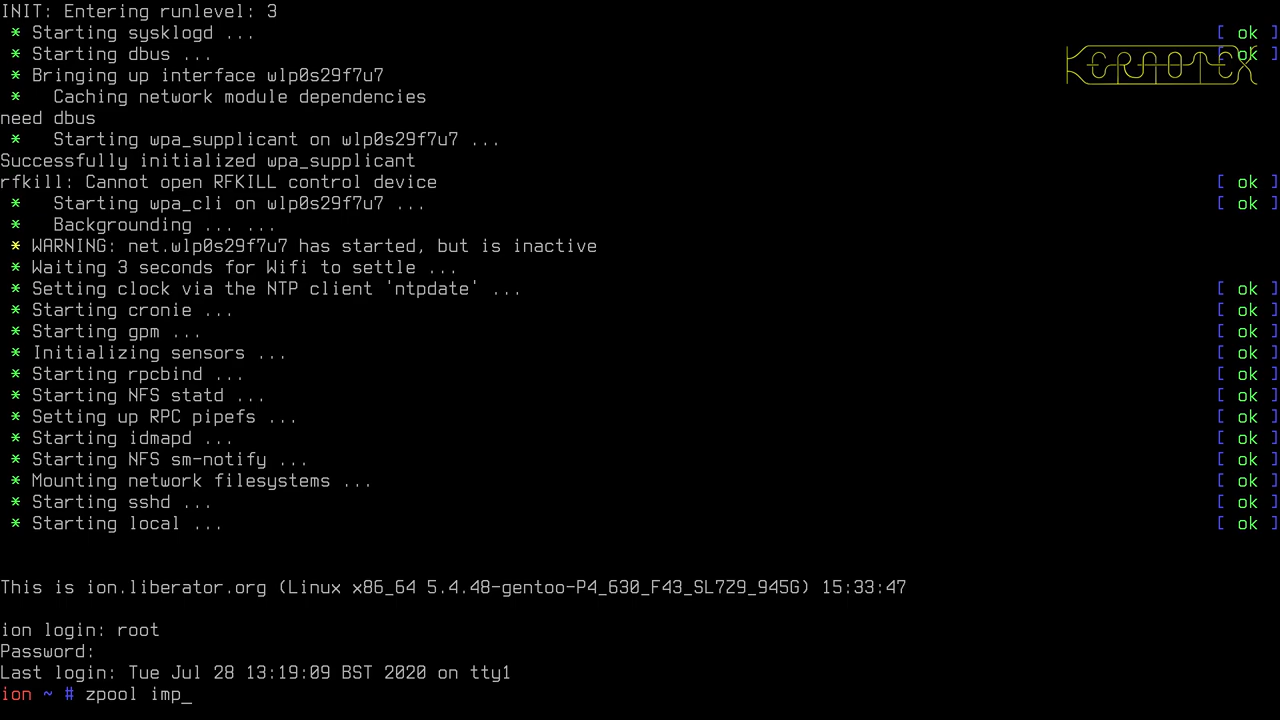 INIT: Entering runlevel: 3
* Starting sysklogd ... [ ok ]
* Starting dbus ... [ ok ]
KERNOTEX
* Bringing up interface wlp0s29f7u7
* Caching network module dependencies
need dbus
* Starting wpa_supplicant on wlp0s29f7u7 ...
Successfully initialized wpa_supplicant
rfkill: Cannot open RFKILL control device [ ok ]
* Starting wpa_cli on wlp0s29f7u7 ... [ ok ]
* Backgrounding ... ...
* WARNING: net.wlp0s29f7u7 has started, but is inactive
* Waiting 3 seconds for Wifi to settle ...
* Setting clock via the NTP client 'ntpdate' ... [ ok ]
* Starting cronie ... [ ok ]
* Starting gpm ... [ ok ]
* Initializing sensors ... [ ok ]
* Starting rpcbind ... [ ok ]
* Starting NFS statd ... [ ok ]
* Setting up RPC pipefs ... [ ok ]
* Starting idmapd ... [ ok ]
* Starting NFS sm-notify ... [ ok ]
* Mounting network filesystems ... [ ok ]
* Starting sshd ... [ ok ]
* Starting local ... [ ok ]
This is ion.liberator.org (Linux x86_64 5.4.48-gentoo-P4_630_F43_SL7Z9_945G) 15:33:47
ion login: root
Password:
Last login: Tue Jul 28 13:19:09 BST 2020 on tty1
ion ~ # zpool imp_